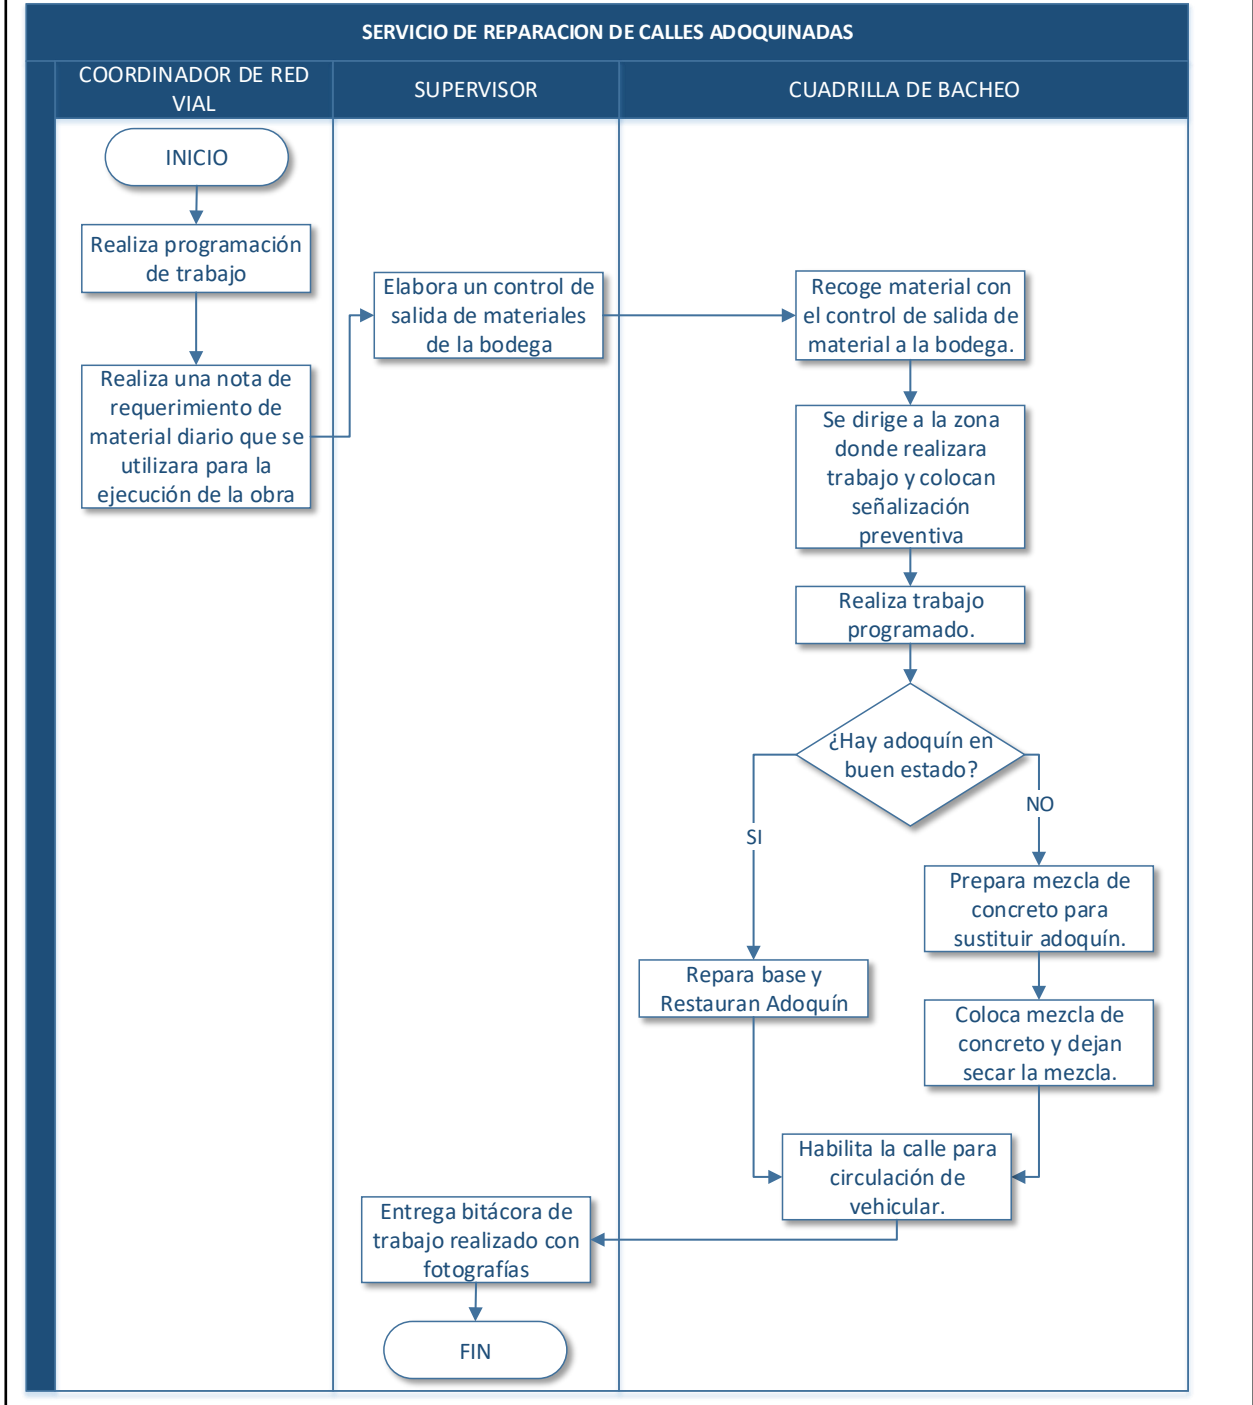 SERVICIO DE REPARACION DE CALLES ADOQUINADAS
COORDINADOR DE RED
VIAL
SUPERVISOR
CUADRILLA DE BACHEO
INICIO
Realiza programación
de trabajo
Realiza una nota de
requerimiento de
material diario que se
utilizara para la
ejecución de la obra
Elabora un control de
salida de materiales
de la bodega
Recoge material con
el control de salida de
material a la bodega.
Se dirige a la zona
donde realizara
trabajo y colocan
señalización
preventiva
Realiza trabajo
programado.
¿Hay adoquín en
buen estado?
SI
NO
Prepara mezcla de
concreto para
sustituir adoquín.
Repara base y
Restauran Adoquín
Coloca mezcla de
concreto y dejan
secar la mezcla.
Habilita la calle para
circulación de
vehicular.
Entrega bitácora de
trabajo realizado con
fotografías
FIN